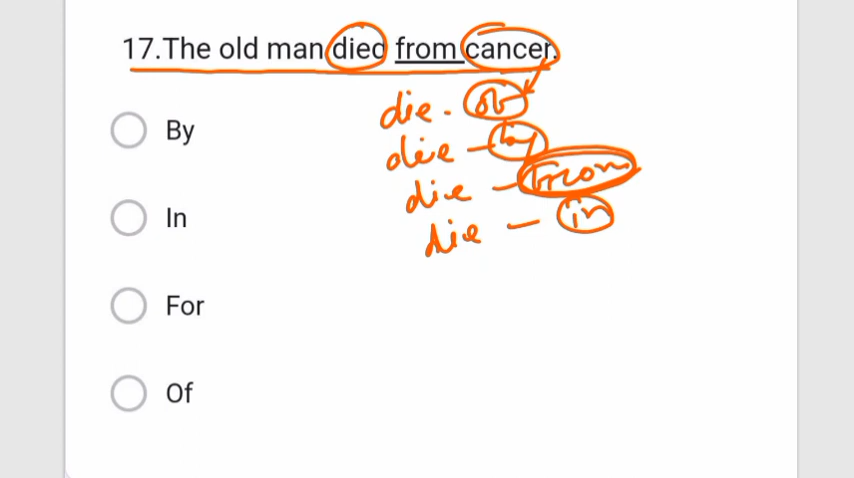 17.The old man died from cancer.
die - of
By
die - by
die - from
In
die - in
For
Of